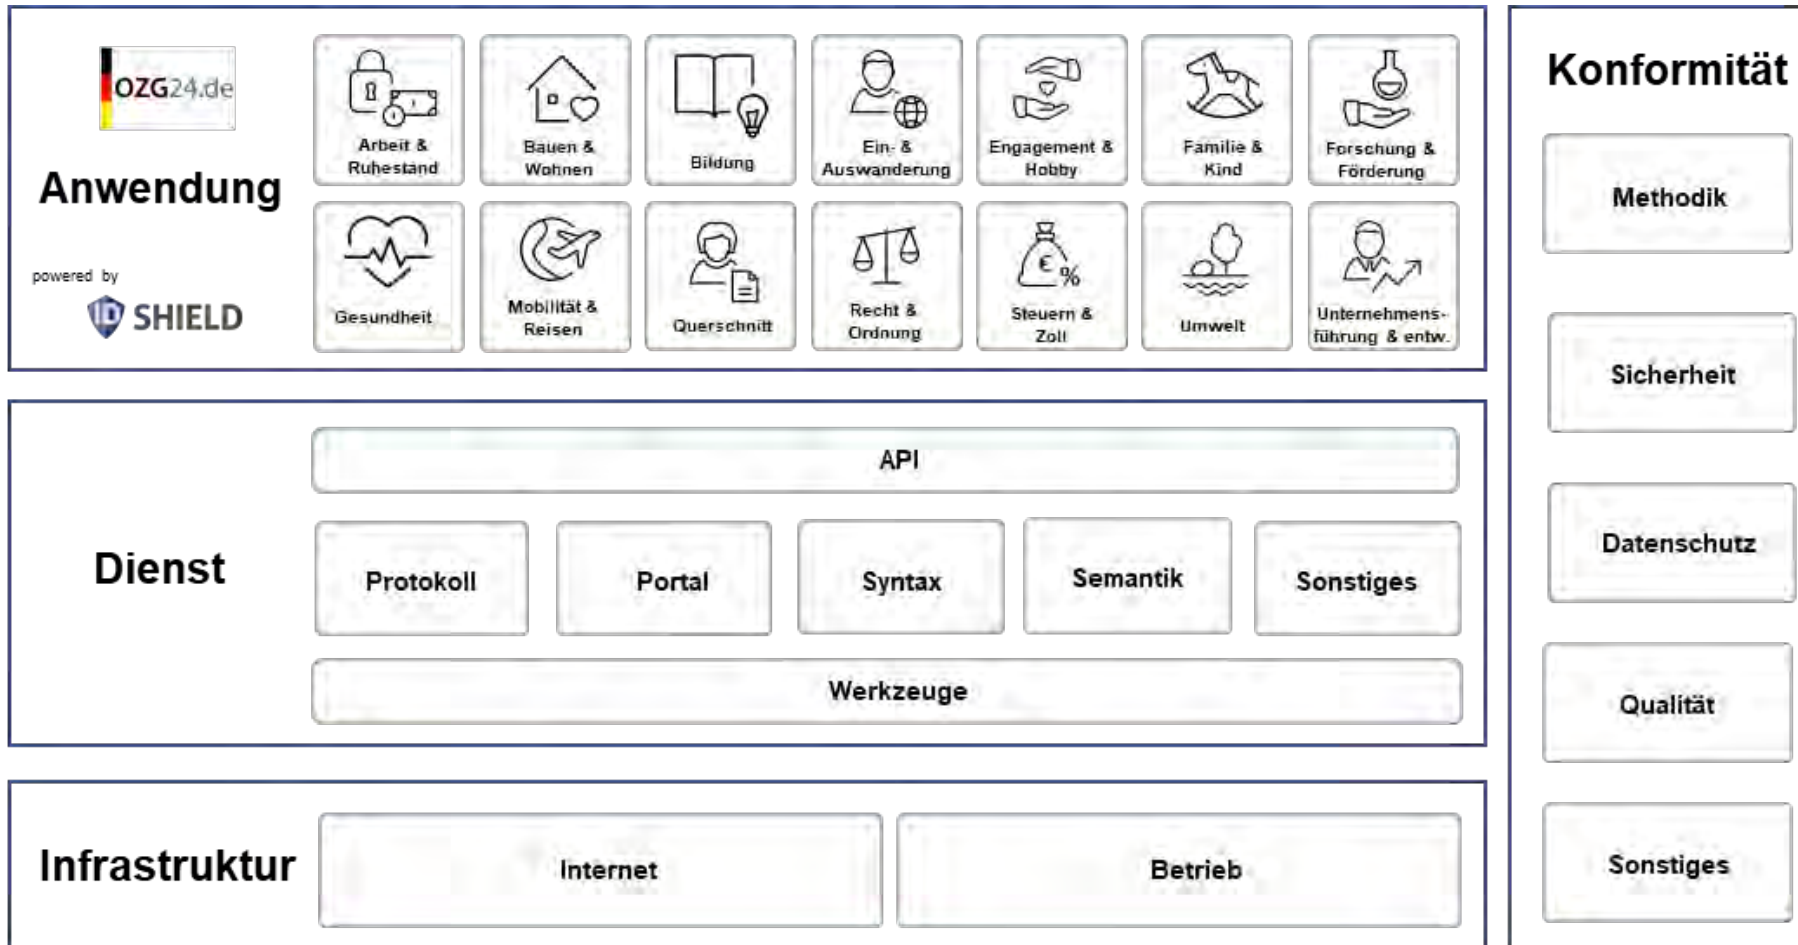 OZG24.de
Anwendung
powered by
ID SHIELD
Arbeit &
Ruhestand
Bauen &
Wohnen
Bildung
Ein- &
Auswanderung
Engagement &
Hobby
Familie &
Kind
Forschung &
Förderung
Gesundheit
Mobilität &
Reisen
Querschnitt
Recht &
Ordnung
€ %
Steuern &
Zoll
Umwelt
Unternehmens-
führung & entw.
Dienst
API
Protokoll
Portal
Syntax
Semantik
Sonstiges
Werkzeuge
Infrastruktur
Internet
Betrieb
Konformität
Methodik
Sicherheit
Datenschutz
Qualität
Sonstiges